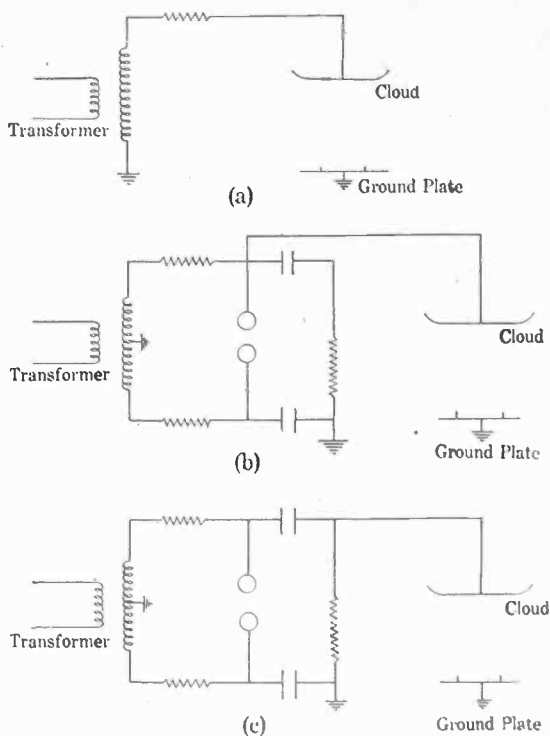 Cloud
Transformer
Ground Plate
(a)
Cloud
Transformer
Ground Plate
(b)
Cloud
Transformer
Ground Plate
(c)